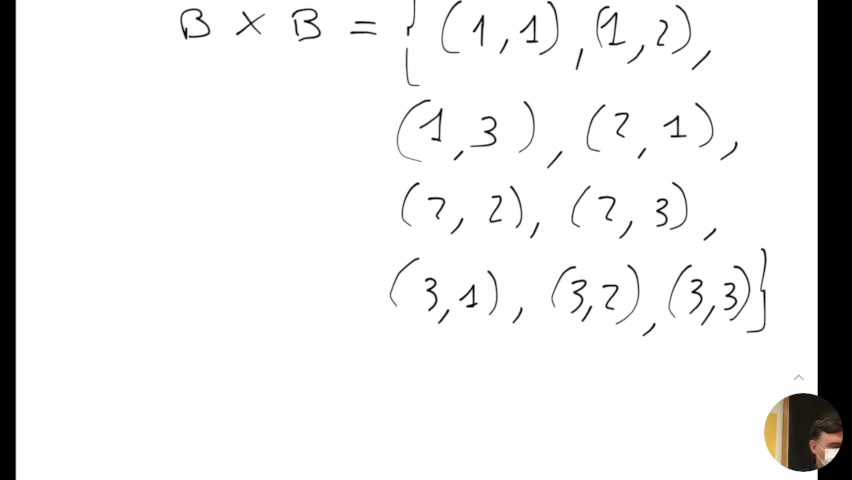 B × B = { (1,1), (1,2),
(1,3), (2,1),
(2,2), (2,3),
(3,1), (3,2), (3,3)}